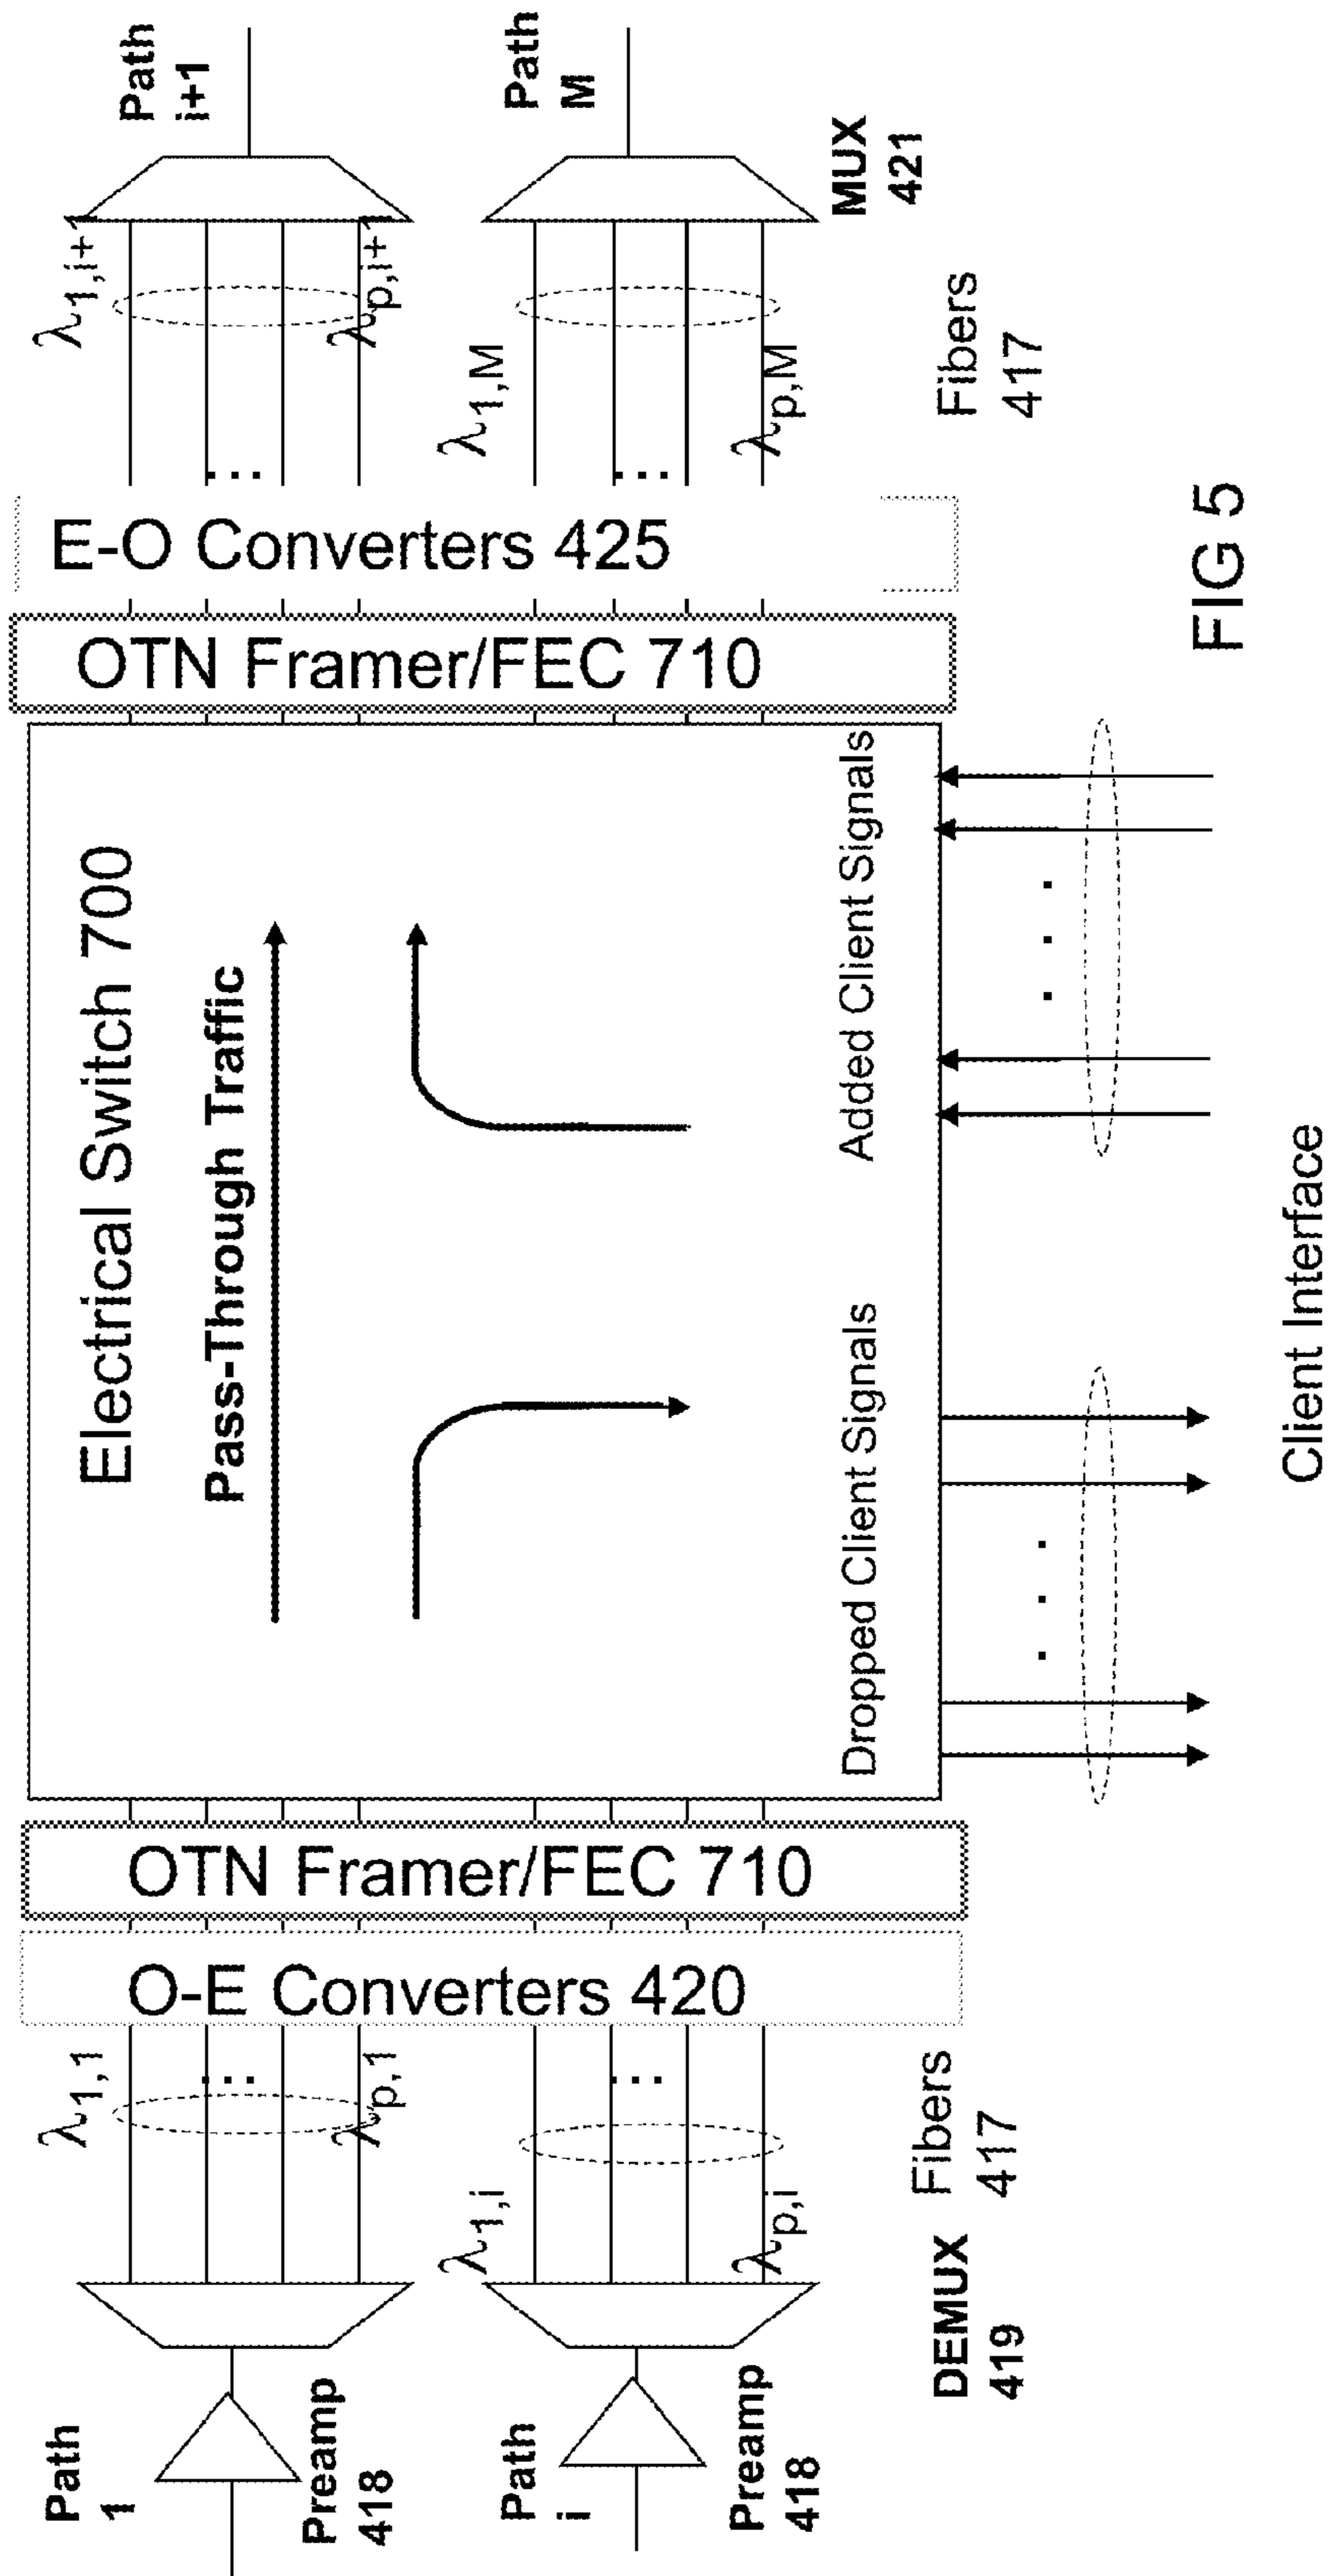 Path
1
Preamp
418
Path
i
Preamp
418
DEMUX
419
λ1,1
λp,1
λ1,i
λp,i
...
...
Fibers
417
O-E Converters 420
OTN Framer/FEC 710
Electrical Switch 700
Pass-Through Traffic
Dropped Client Signals
Added Client Signals
. . .
. . .
Client Interface
OTN Framer/FEC 710
E-O Converters 425
λ1,i+1
λp,i+1
λ1,M
λp,M
...
...
Fibers
417
Path
i+1
Path
M
MUX
421
FIG 5